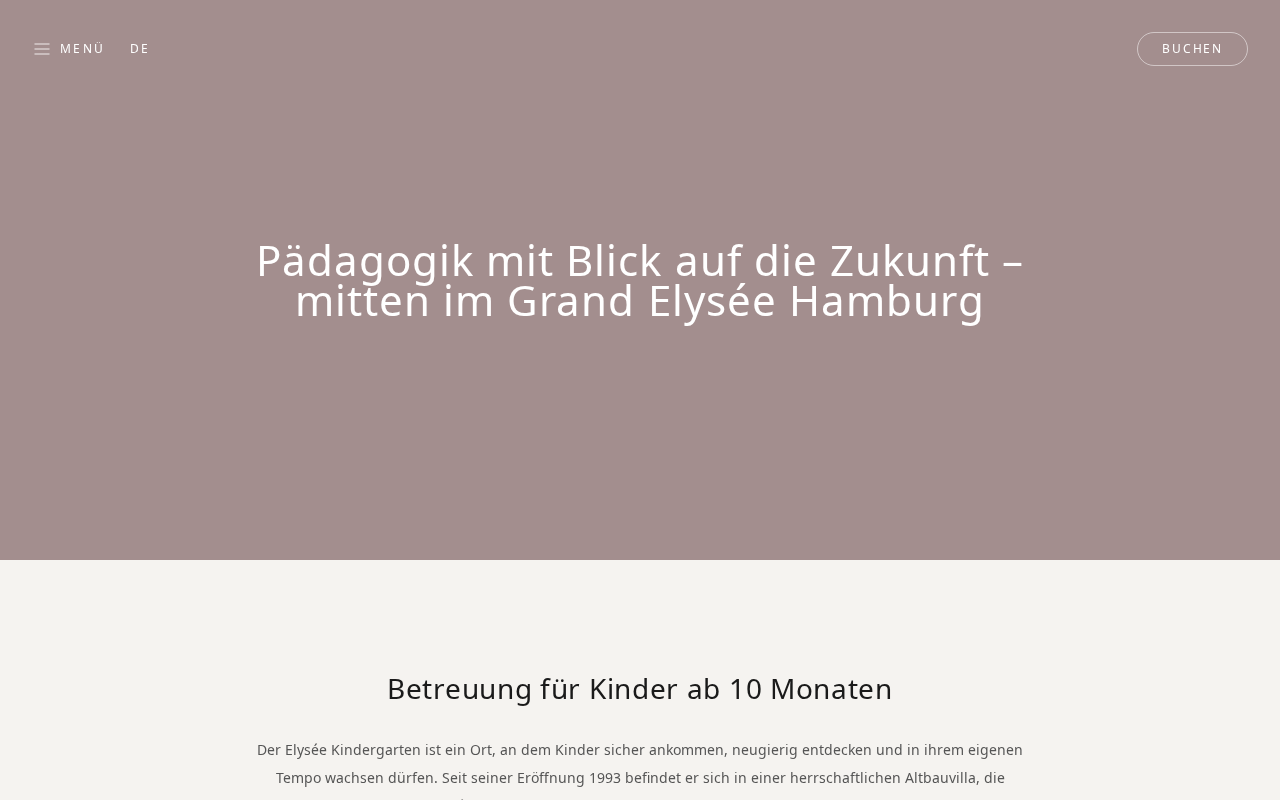 MENÜ DE BUCHEN
Pädagogik mit Blick auf die Zukunft –
mitten im Grand Elysée Hamburg
Betreuung für Kinder ab 10 Monaten
Der Elysée Kindergarten ist ein Ort, an dem Kinder sicher ankommen, neugierig entdecken und in ihrem eigenen
Tempo wachsen dürfen. Seit seiner Eröffnung 1993 befindet er sich in einer herrschaftlichen Altbauvilla, die